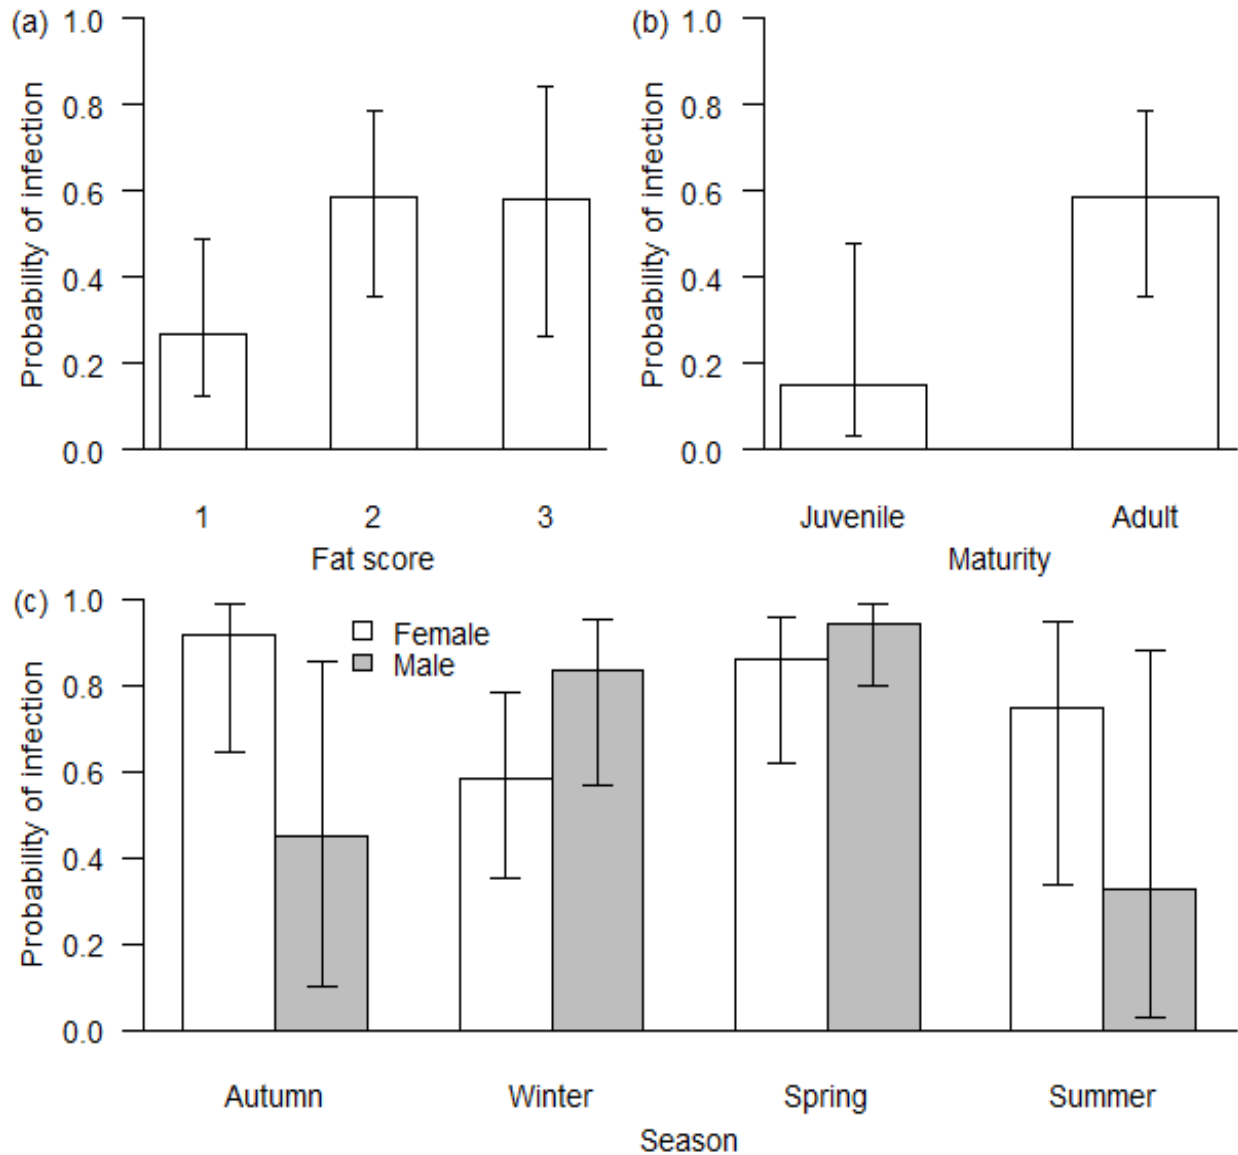 (a)
Probability of infection
1.0
0.8
0.6
0.4
0.2
0.0
1 2 3
Fat score
(b)
Probability of infection
1.0
0.8
0.6
0.4
0.2
0.0
Juvenile Adult
Maturity
(c)
Probability of infection
1.0
0.8
0.6
0.4
0.2
0.0
Female
Male
Autumn Winter Spring Summer
Season